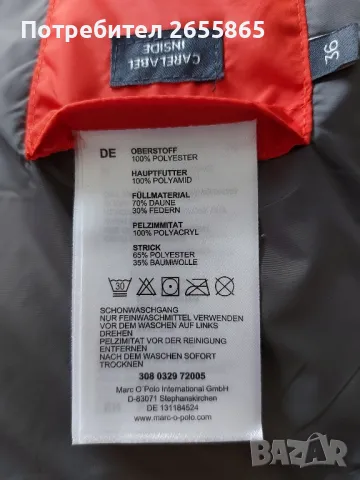 Потребител 2655865
CARELABEL
INSIDE
36
DE
OBERSTOFF
100% POLYESTER
HAUPTFUTTER
100% POLYAMID
FÜLLMATERIAL
70% DAUNE
30% FEDERN
PELZIMITAT
100% POLYACRYL
STRICK
65% POLYESTER
35% BAUMWOLLE
30
SCHONWASCHGANG
NUR FEINWASCHMITTEL VERWENDEN
VOR DEM WASCHEN AUF LINKS
DREHEN
PELZIMITAT VOR DER REINIGUNG
ENTFERNEN
NACH DEM WASCHEN SOFORT
TROCKNEN
308 0329 72005
Marc O'Polo International GmbH
D-83071 Stephanskirchen
DE 131184524
www.marc-o-polo.com
bazar